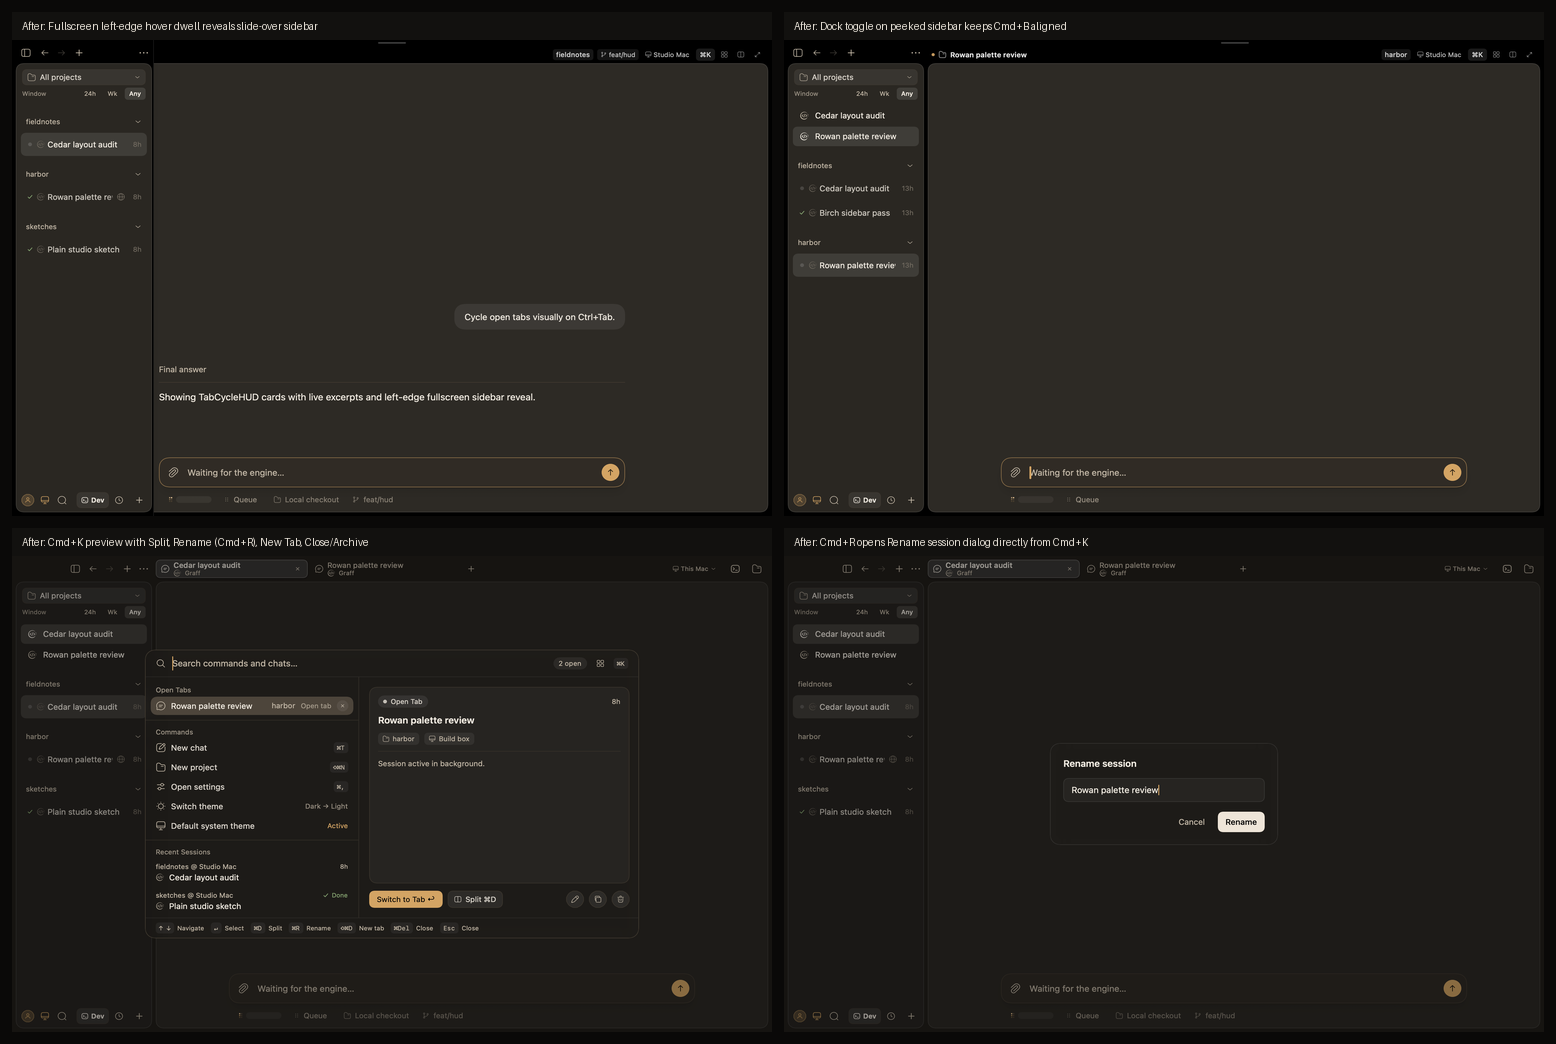 After: Fullscreen left-edge hover dwell reveals slide-over sidebar
fieldnotes feat/hud Studio Mac ⌘K
All projects
Window 24h Wk Any
fieldnotes
Cedar layout audit 8h
harbor
Rowan palette re 8h
sketches
Plain studio sketch 8h
Cycle open tabs visually on Ctrl+Tab.
Final answer
Showing TabCycleHUD cards with live excerpts and left-edge fullscreen sidebar reveal.
Waiting for the engine...
Dev
Queue Local checkout feat/hud
After: Dock toggle on peeked sidebar keeps Cmd+B aligned
Rowan palette review harbor Studio Mac ⌘K
All projects
Window 24h Wk Any
Cedar layout audit
Rowan palette review
fieldnotes
Cedar layout audit 13h
Birch sidebar pass 13h
harbor
Rowan palette revie 13h
Waiting for the engine...
Dev
Queue
After: Cmd+K preview with Split, Rename (Cmd+R), New Tab, Close/Archive
Cedar layout audit
Graff
Rowan palette review
Graff
This Mac
All projects
Window 24h Wk Any
Cedar layout audit
Rowan palette review
fieldnotes
Cedar layout audit 8h
harbor
Rowan palette re 8h
sketches
Plain studio sketch 8h
Search commands and chats... 2 open ⌘K
Open Tabs
Rowan palette review harbor Open tab
Commands
New chat ⌘T
New project ⇧⌘N
Open settings ⌘,
Switch theme Dark → Light
Default system theme Active
Recent Sessions
fieldnotes @ Studio Mac 8h
Cedar layout audit
sketches @ Studio Mac ✓ Done
Plain studio sketch
Open Tab 8h
Rowan palette review
harbor Build box
Session active in background.
Switch to Tab ↩ Split ⌘D
↑ ↓ Navigate ↵ Select ⌘D Split ⌘R Rename ⇧⌘D New tab ⌘Del Close Esc Close
Waiting for the engine...
Dev
Queue Local checkout feat/hud
After: Cmd+R opens Rename session dialog directly from Cmd+K
Cedar layout audit
Graff
Rowan palette review
Graff
This Mac
All projects
Window 24h Wk Any
Cedar layout audit
Rowan palette review
fieldnotes
Cedar layout audit 8h
harbor
Rowan palette re 8h
sketches
Plain studio sketch 8h
Rename session
Rowan palette review
Cancel Rename
Waiting for the engine...
Dev
Queue Local checkout feat/hud